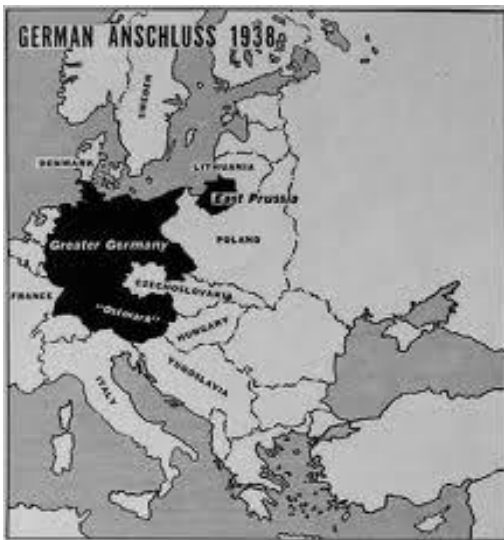 GERMAN ANSCHLUSS 1938
SWEDEN
DENMARK
LITHUANIA
East Prussia
POLAND
Greater Germany
CZECHOSLOVAKIA
FRANCE
"Ostmark"
HUNGARY
YUGOSLAVIA
ITALY